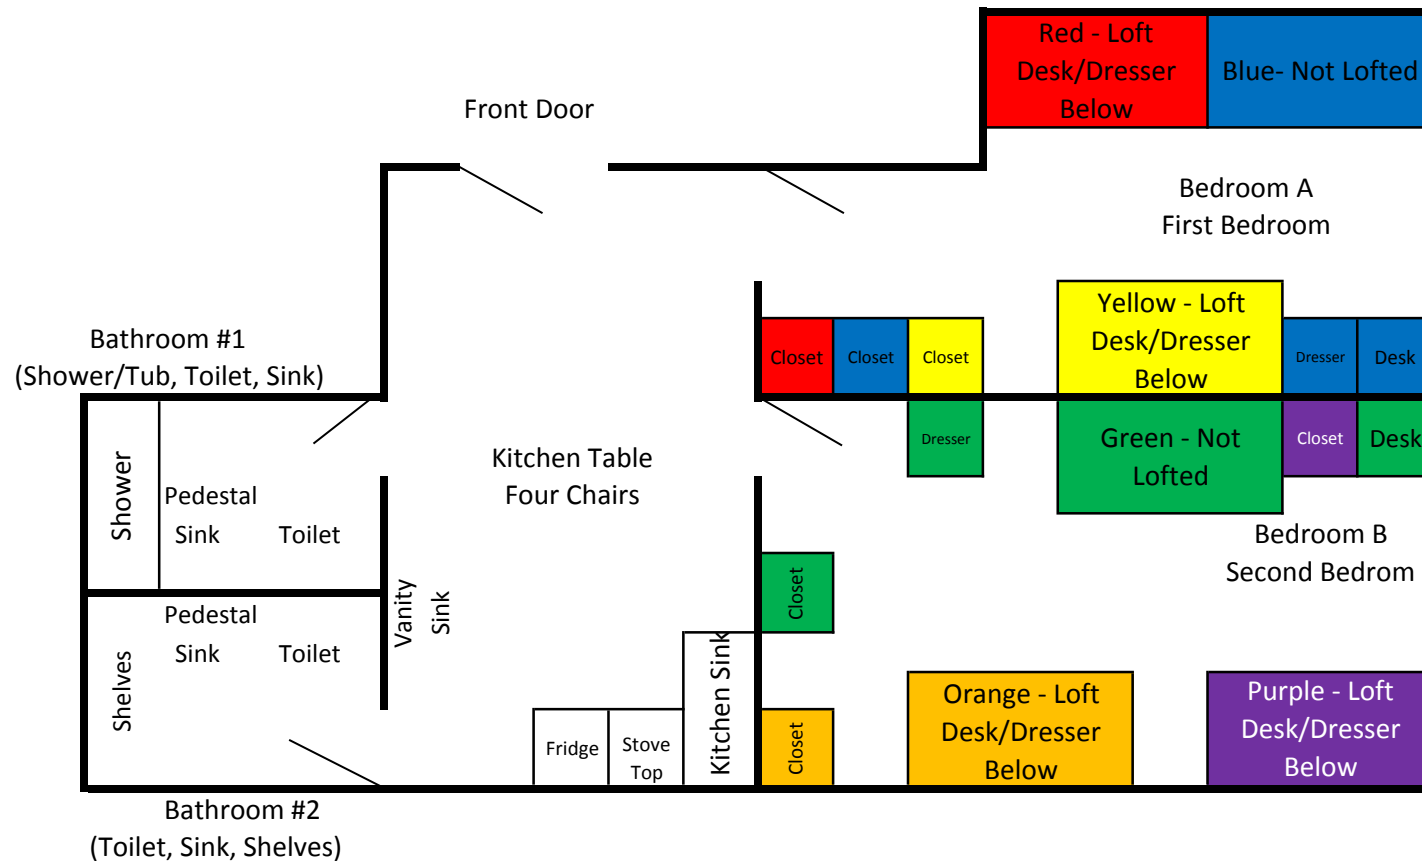 Red - Loft
Desk/Dresser
Below
Blue- Not Lofted
Front Door
Bedroom A
First Bedroom
Yellow - Loft
Desk/Dresser
Below
Bathroom #1
(Shower/Tub, Toilet, Sink)
Closet
Closet
Closet
Dresser
Desk
Dresser
Green - Not
Lofted
Closet
Desk
Kitchen Table
Four Chairs
Shower
Pedestal
Sink
Toilet
Bedroom B
Second Bedrom
Closet
Vanity
Sink
Pedestal
Sink
Toilet
Shelves
Kitchen Sink
Fridge
Stove
Top
Closet
Orange - Loft
Desk/Dresser
Below
Purple - Loft
Desk/Dresser
Below
Bathroom #2
(Toilet, Sink, Shelves)